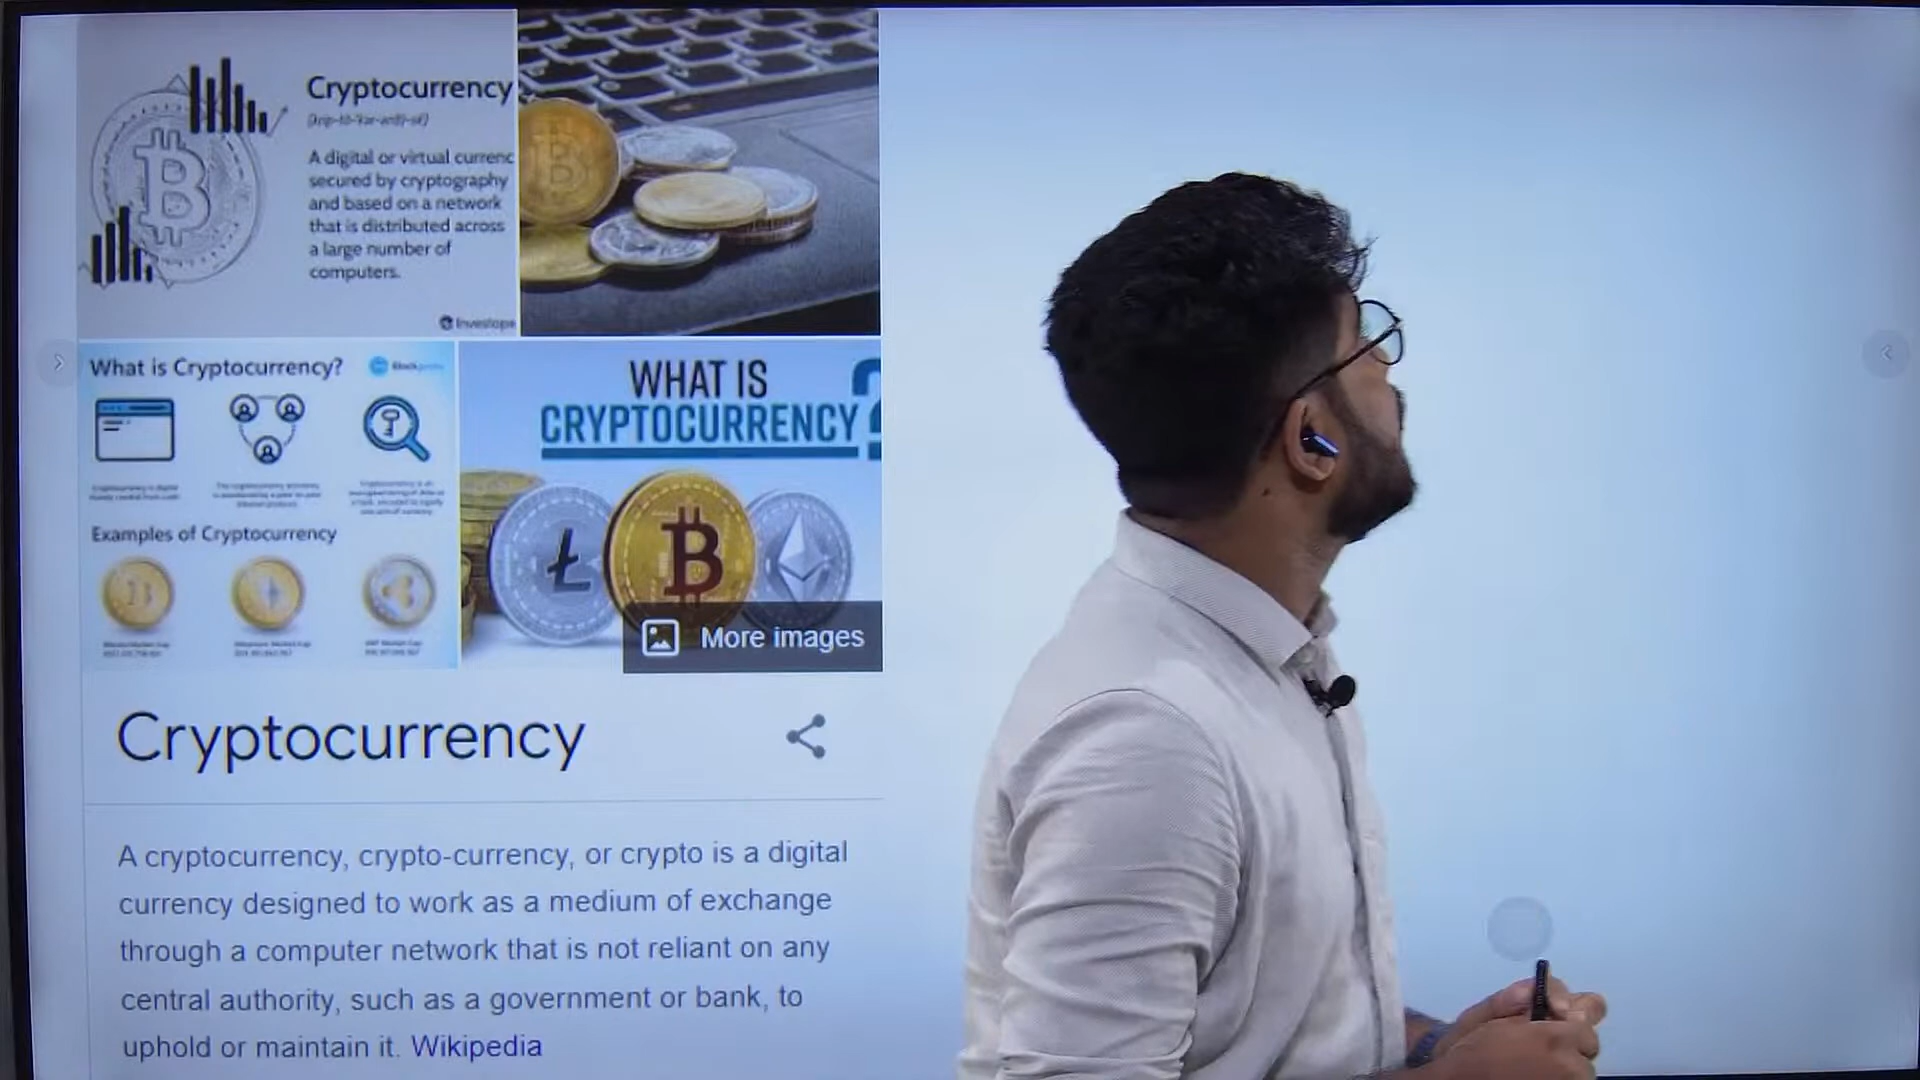 Cryptocurrency
A digital or virtual currenc
secured by cryptography
and based on a network
that is distributed across
a large number of
computers.
Investope
What is Cryptocurrency?
Examples of Cryptocurrency
WHAT IS
CRYPTOCURRENCY?
More images
Cryptocurrency
A cryptocurrency, crypto-currency, or crypto is a digital
currency designed to work as a medium of exchange
through a computer network that is not reliant on any
central authority, such as a government or bank, to
uphold or maintain it. Wikipedia